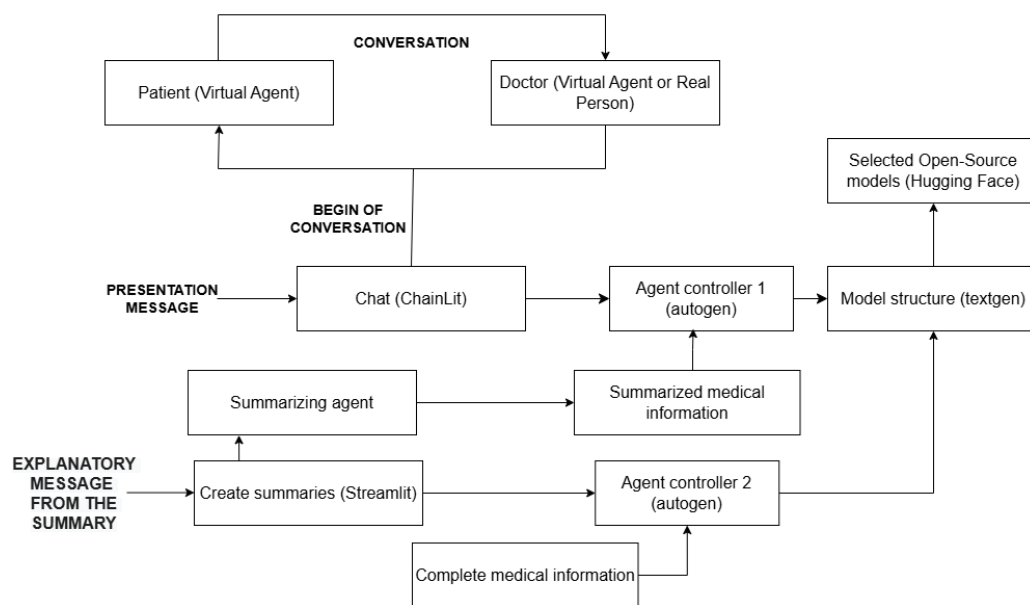 CONVERSATION
Patient (Virtual Agent)
Doctor (Virtual Agent or Real
Person)
Selected Open-Source
models (Hugging Face)
BEGIN OF
CONVERSATION
PRESENTATION
MESSAGE
Chat (ChainLit)
Agent controller 1
(autogen)
Model structure (textgen)
Summarizing agent
Summarized medical
information
EXPLANATORY
MESSAGE
FROM THE
SUMMARY
Create summaries (Streamlit)
Agent controller 2
(autogen)
Complete medical information